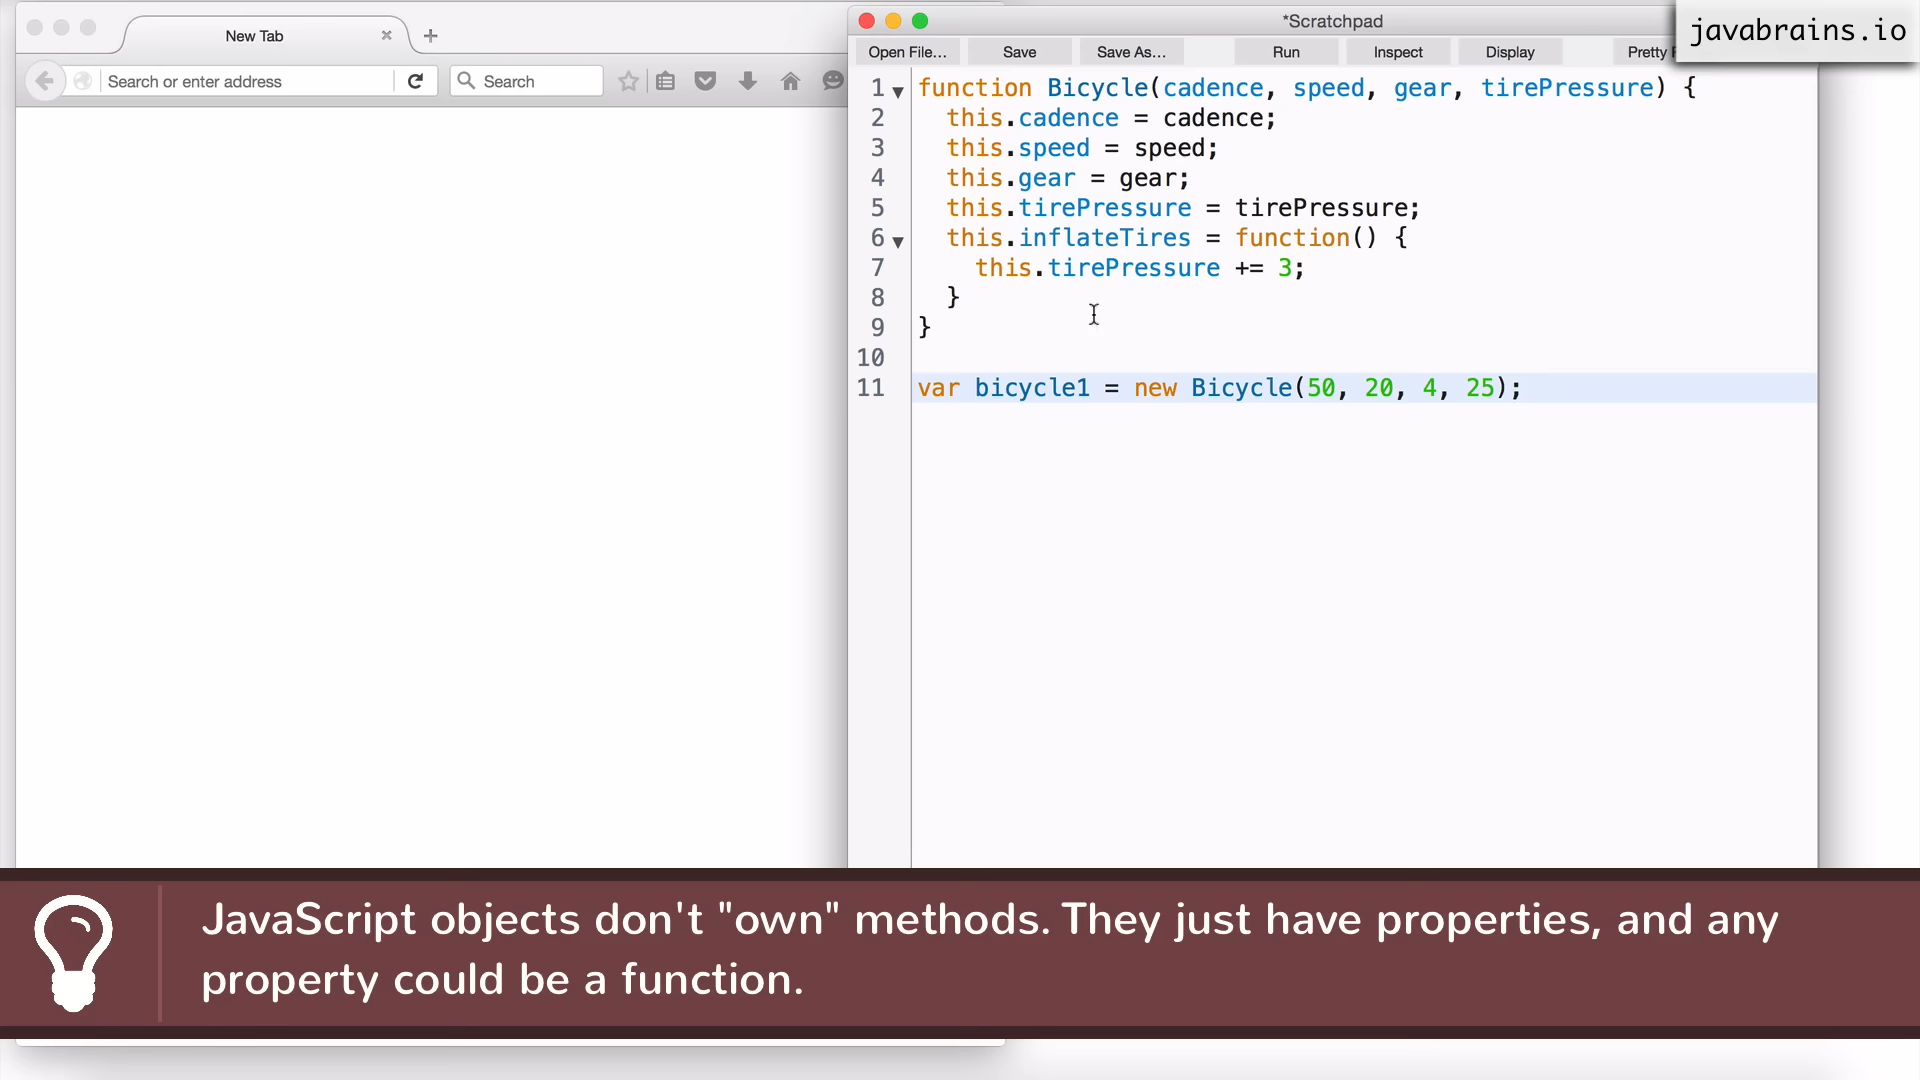 New Tab
Search or enter address
Search
*Scratchpad
javabrains.io
Open File... Save Save As... Run Inspect Display Pretty
1 function Bicycle(cadence, speed, gear, tirePressure) {
2 this.cadence = cadence;
3 this.speed = speed;
4 this.gear = gear;
5 this.tirePressure = tirePressure;
6 this.inflateTires = function() {
7 this.tirePressure += 3;
8 }
9 }
10
11 var bicycle1 = new Bicycle(50, 20, 4, 25);
JavaScript objects don't "own" methods. They just have properties, and any
property could be a function.